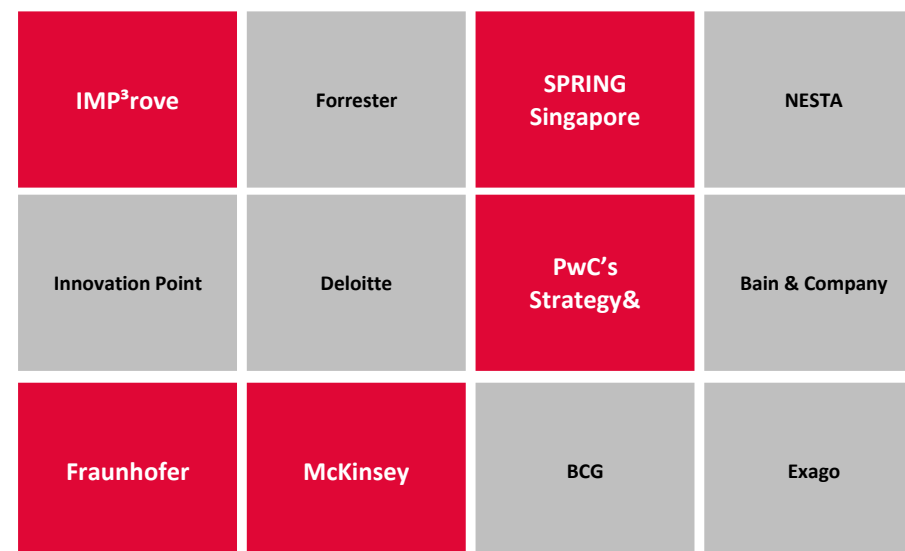 IMP³rove
Forrester
SPRING
Singapore
NESTA
Innovation Point
Deloitte
PwC’s
Strategy&
Bain & Company
Fraunhofer
McKinsey
BCG
Exago